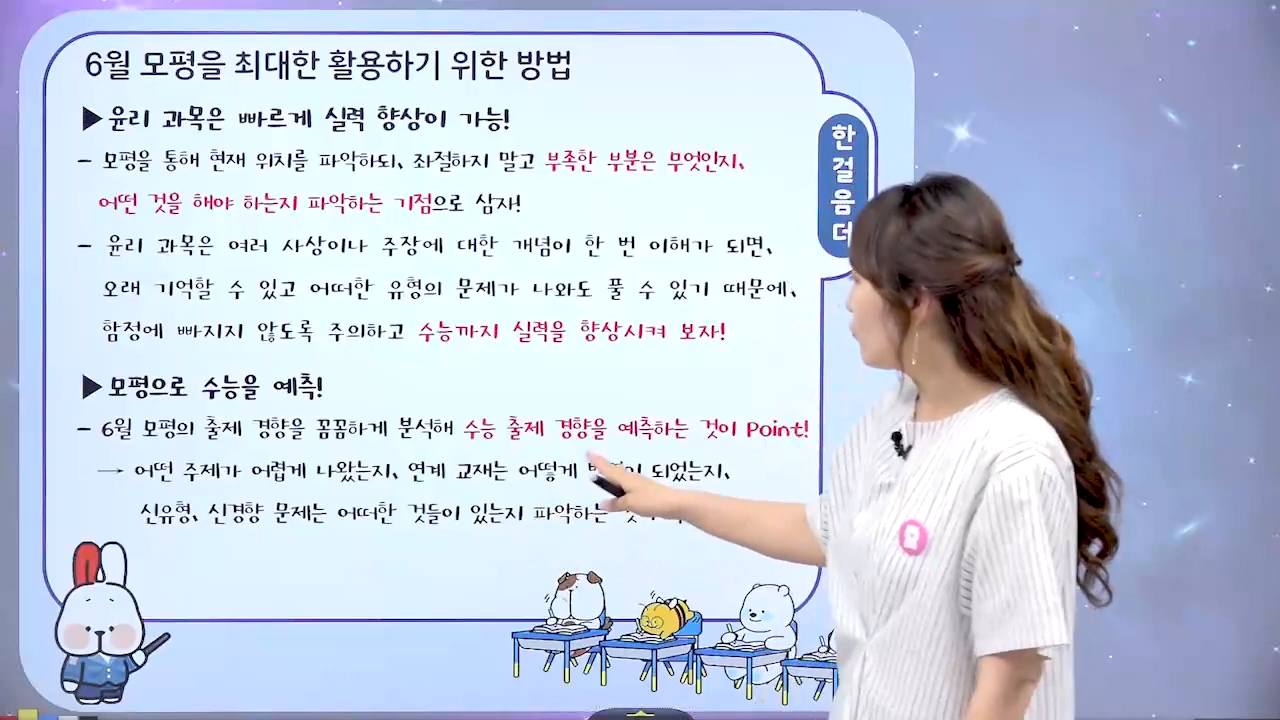 6월 모평을 최대한 활용하기 위한 방법
▶윤리 과목은 빠르게 실력 향상이 가능!
- 모평을 통해 현재 위치를 파악하되, 좌절하지 말고 부족한 부분은 무엇인지,
어떤 것을 해야 하는지 파악하는 기점으로 삼자!
- 윤리 과목은 여러 사상이나 주장에 대한 개념이 한 번 이해가 되면,
오래 기억할 수 있고 어떠한 유형의 문제가 나와도 풀 수 있기 때문에,
함정에 빠지지 않도록 주의하고 수능까지 실력을 향상시켜 보자!
▶모평으로 수능을 예측!
- 6월 모평의 출제 경향을 꼼꼼하게 분석해 수능 출제 경향을 예측하는 것이 Point!
→ 어떤 주제가 어렵게 나왔는지, 연계 교재는 어떻게 되었는지,
신유형, 신경향 문제는 어떠한 것들이 있는지 파악하는
한걸음더